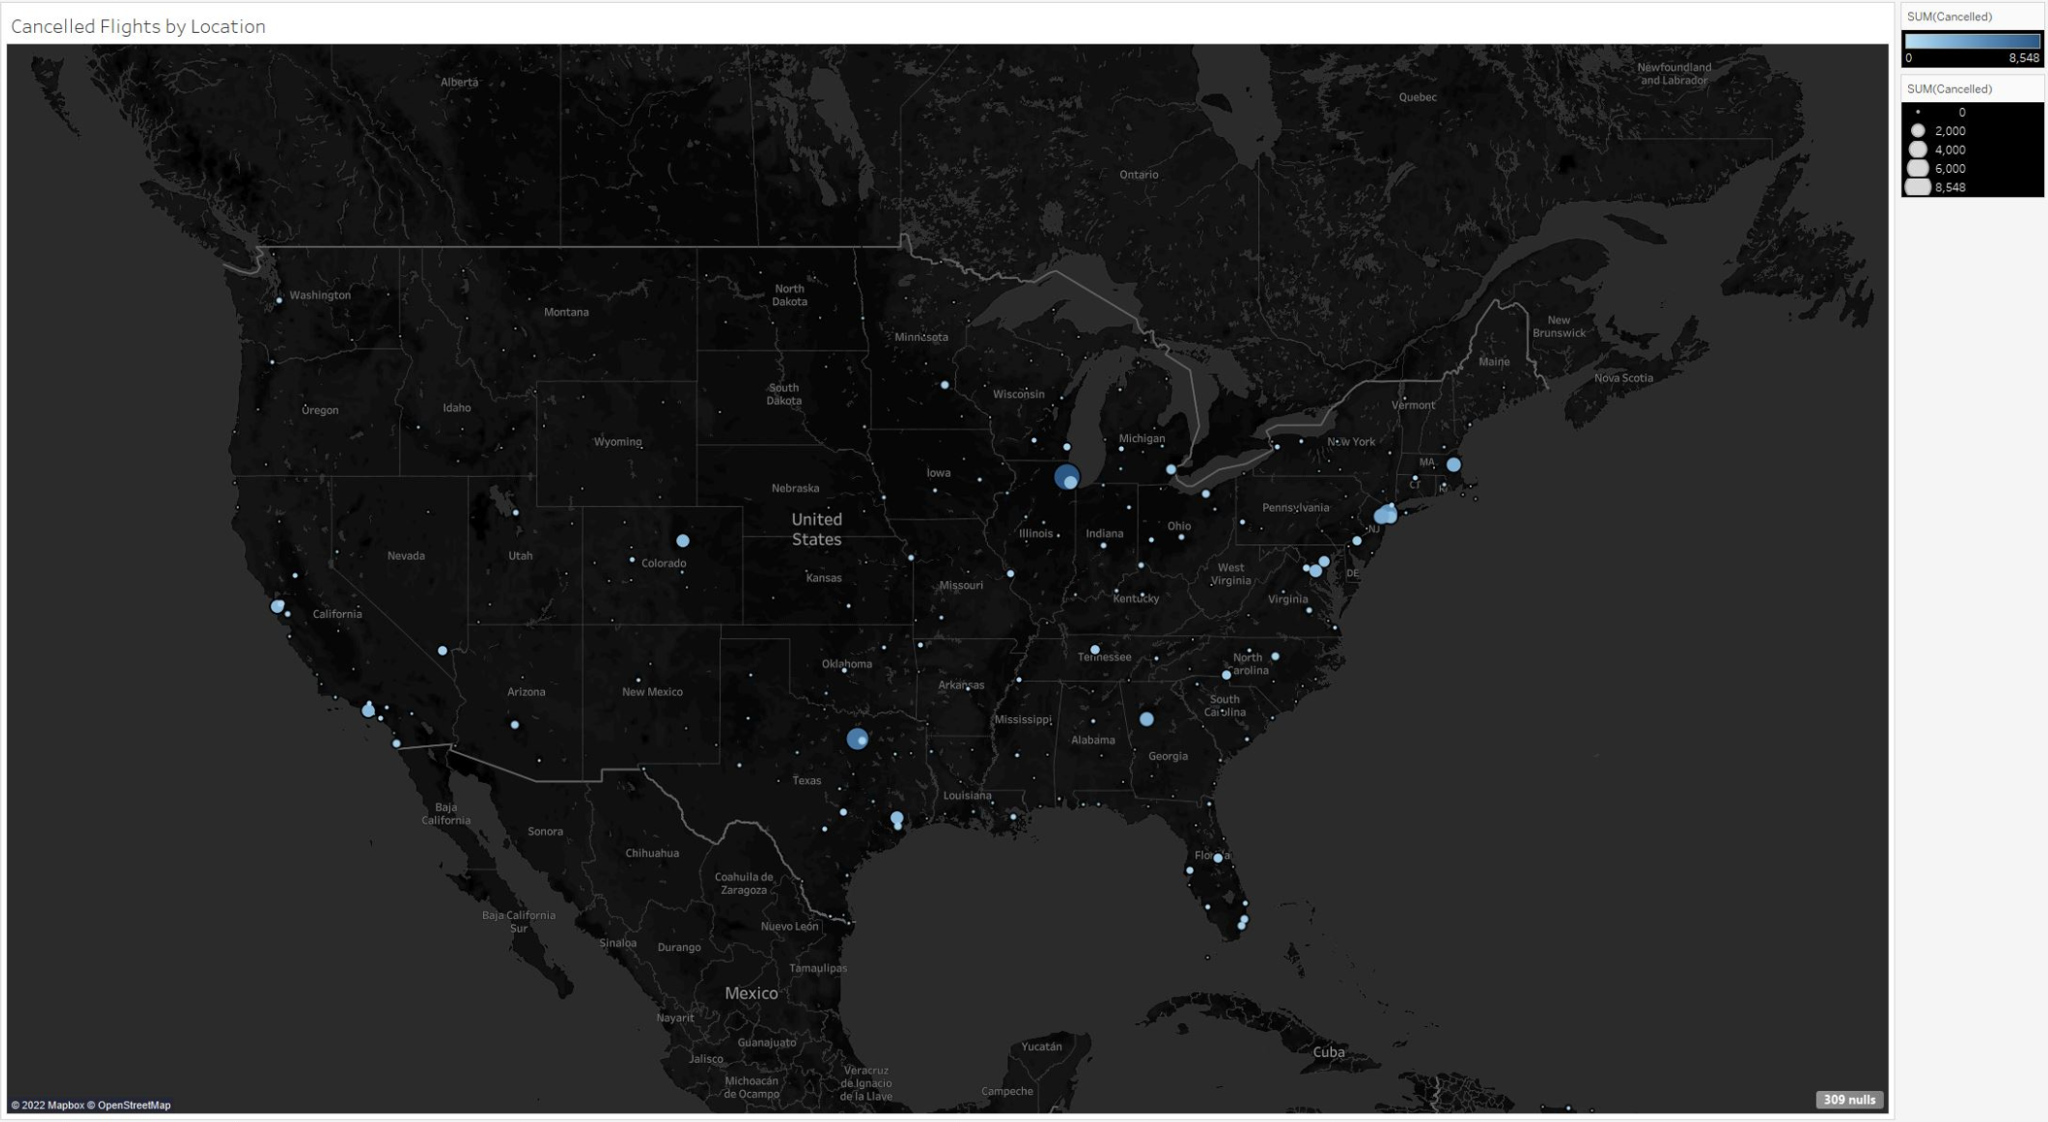 Cancelled Flights by Location
SUM(Cancelled)
0 8,548
SUM(Cancelled)
0
2,000
4,000
6,000
8,548
Alberta
Ontario
Quebec
Newfoundland
and Labrador
New
Brunswick
Nova Scotia
Washington
Montana
North
Dakota
Minnesota
Maine
Vermont
Oregon
Idaho
South
Dakota
Wisconsin
Wyoming
Michigan
New York
MA
CT
RI
Iowa
Nebraska
United
States
Illinois
Indiana
Ohio
Pennsylvania
NJ
Nevada
Utah
Colorado
Kansas
Missouri
West
Virginia
DE
Kentucky
Virginia
California
Oklahoma
Tennessee
North
Carolina
Arizona
New Mexico
Arkansas
South
Carolina
Mississippi
Alabama
Georgia
Texas
Louisiana
Florida
Baja
California
Sonora
Chihuahua
Coahuila de
Zaragoza
Baja California
Sur
Nuevo León
Sinaloa
Durango
Tamaulipas
Mexico
Nayarit
Guanajuato
Jalisco
Michoacán
de Ocampo
Veracruz
de Ignacio
de la Llave
Yucatán
Campeche
Cuba
© 2022 Mapbox © OpenStreetMap
309 nulls